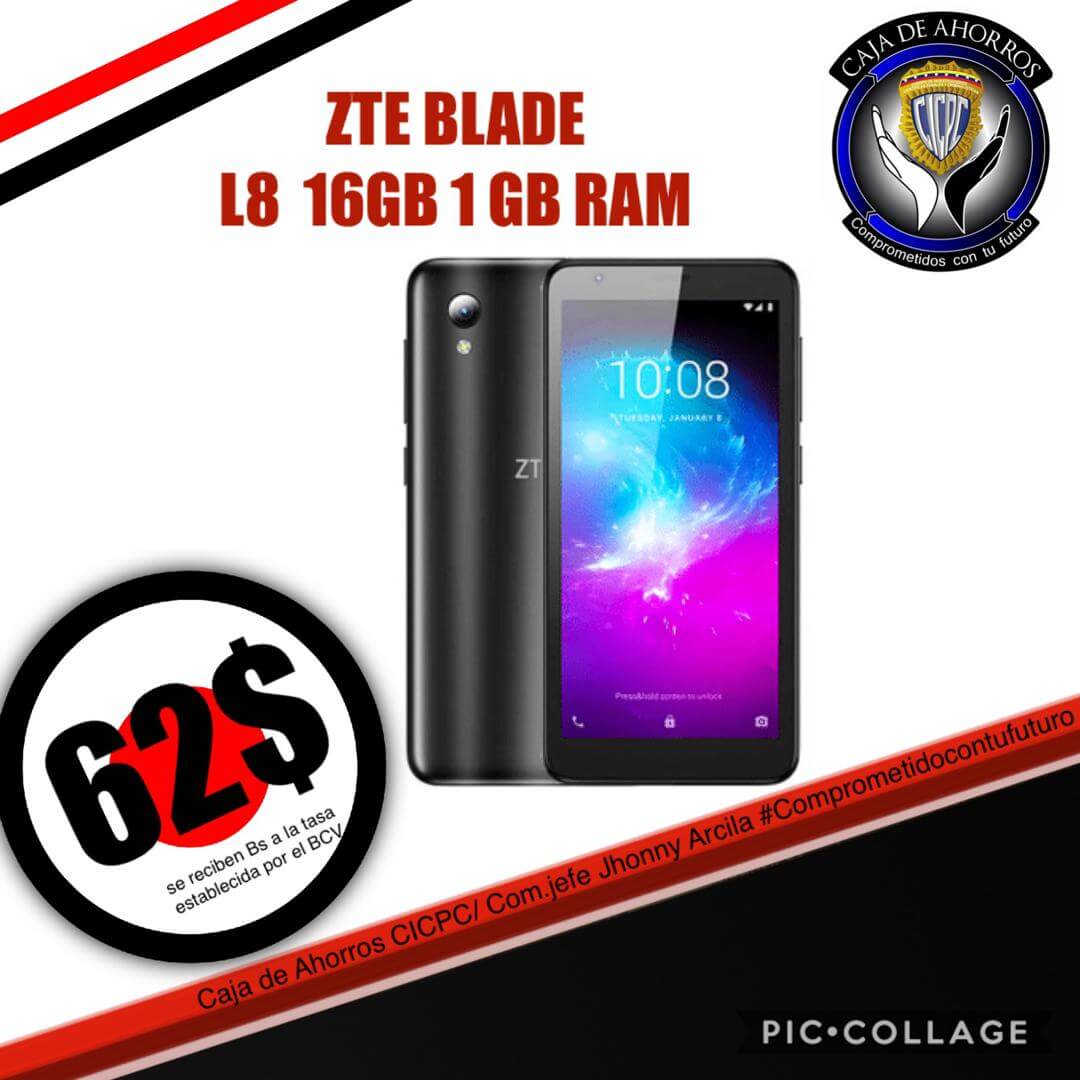 CAJA DE AHORROS
CICPC
Comprometidos con tu futuro
ZTE BLADE
L8 16GB 1 GB RAM
10:08
TUESDAY, JANUARY 8
ZT
Press&hold screen to unlock
62$
se reciben Bs a la tasa
establecida por el BCV
Caja de Ahorros CICPC/ Com.jefe Jhonny Arcila #Comprometidocontufuturo
PIC•COLLAGE